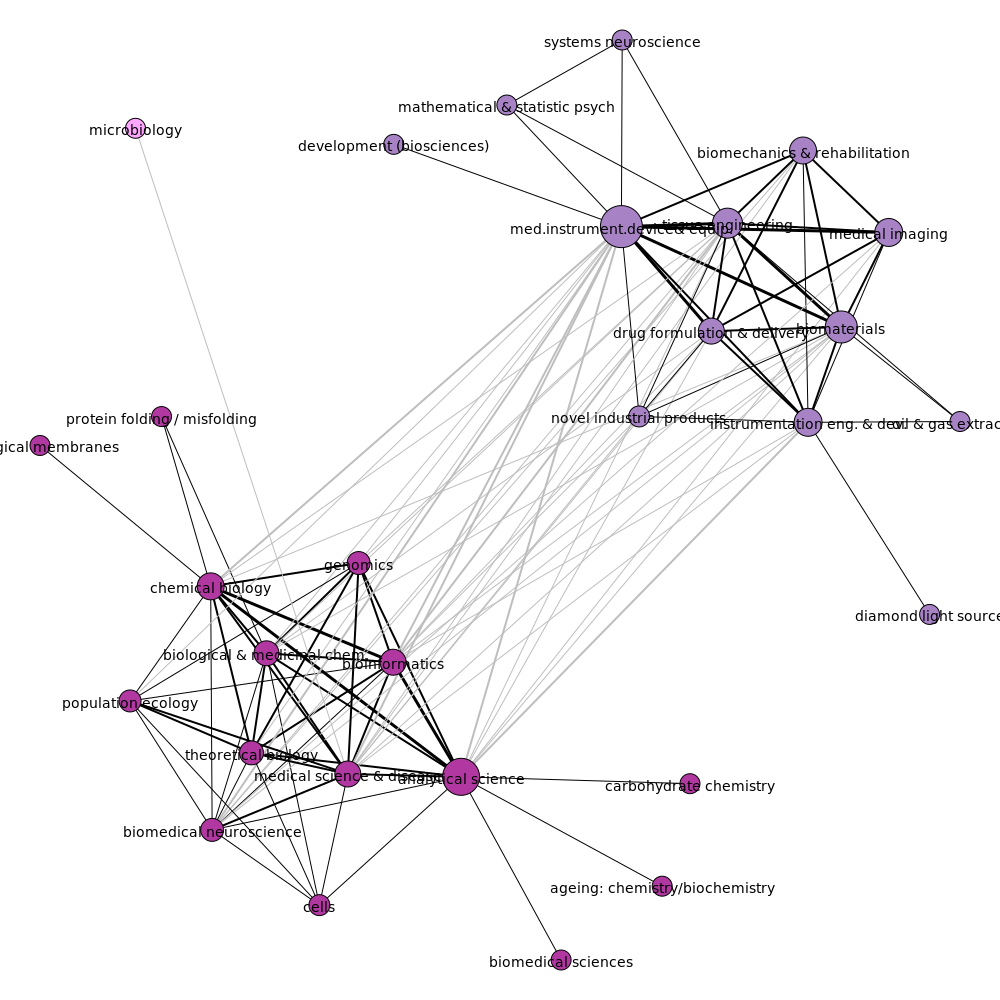 systems neuroscience
mathematical & statistic psych
microbiology
development (biosciences)
biomechanics & rehabilitation
med.instrument.device& equip.
tissue engineering
medical imaging
drug formulation & delivery
biomaterials
novel industrial products
protein folding / misfolding
instrumentation eng. & dev.
oil & gas extrac
gical membranes
genomics
chemical biology
diamond light source
biological & medicinal chem.
bioinformatics
population ecology
theoretical biology
medical science & disease
analytical science
carbohydrate chemistry
biomedical neuroscience
ageing: chemistry/biochemistry
cells
biomedical sciences